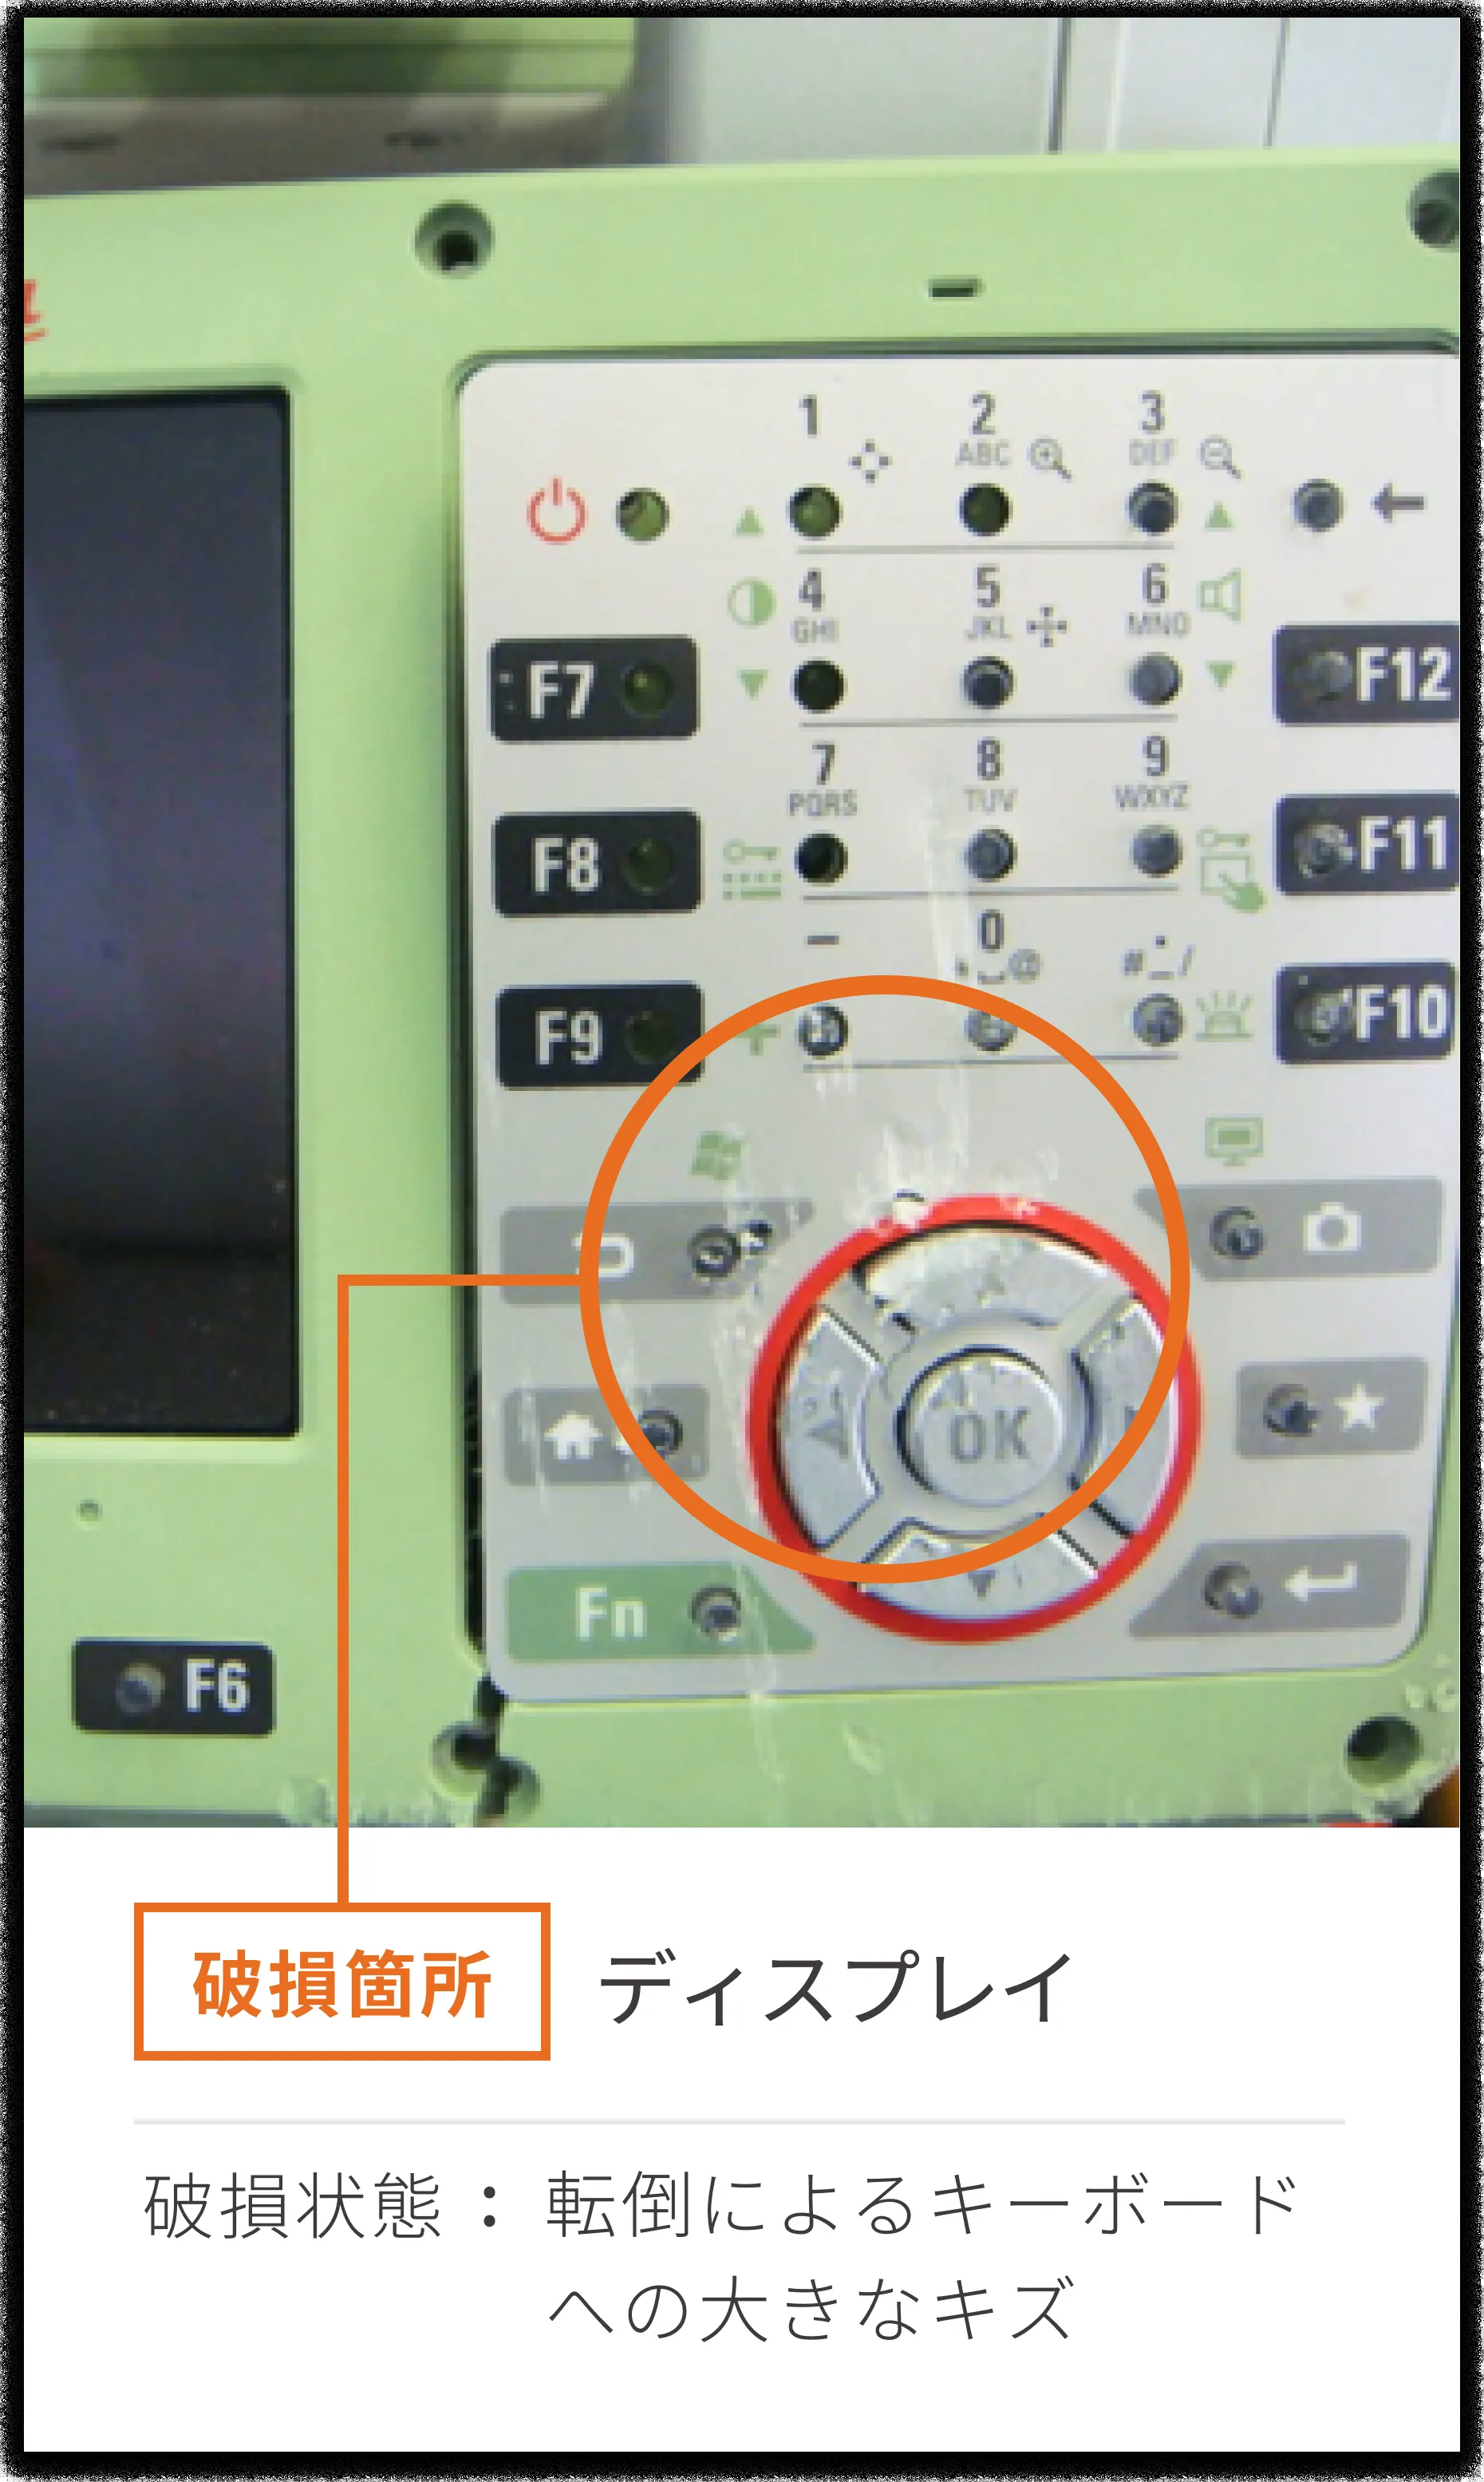 1 2 3
ABC DEF
4 5 6
GHI JKL MNO
F7 F12
7 8 9
PQRS TUV WXYZ
F8 F11
- 0
@ # /
F9 F10
OK
Fn
F6
破損箇所 ディスプレイ
破損状態：転倒によるキーボード
への大きなキズ